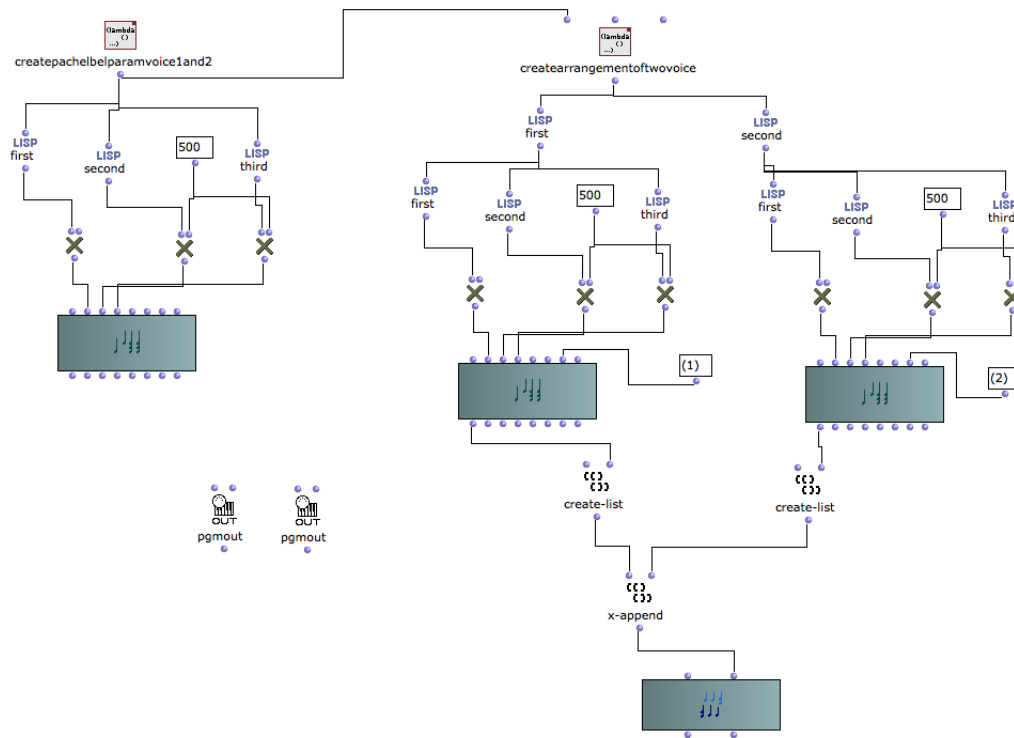 (lambda
()
...)
createpachelbelparamvoice1and2
(lambda
()
...)
createarrangementoftwovoice
LISP
first
LISP
second
500
LISP
third
LISP
first
LISP
second
LISP
first
LISP
second
500
LISP
third
LISP
first
LISP
second
500
LISP
third
(1)
(2)
OUT
pgmout
OUT
pgmout
create-list
create-list
x-append